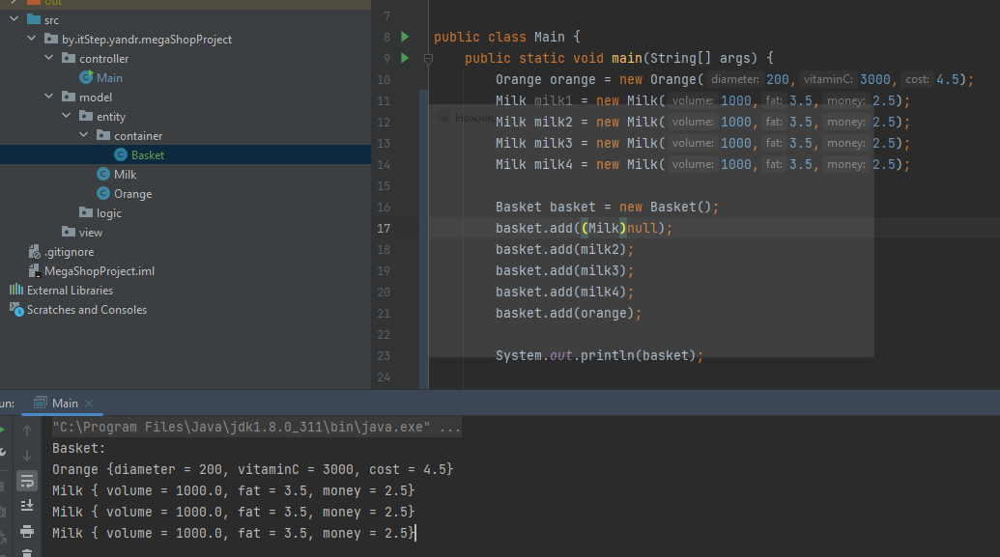 out
src
by.itStep.yandr.megaShopProject
controller
Main
model
entity
container
Basket
Milk
Orange
logic
view
.gitignore
MegaShopProject.iml
External Libraries
Scratches and Consoles
7
8 public class Main {
9 public static void main(String[] args) {
10 Orange orange = new Orange( diameter: 200, vitaminC: 3000, cost: 4.5);
11 Milk milk1 = new Milk( volume: 1000, fat: 3.5, money: 2.5);
12 Milk milk2 = new Milk( volume: 1000, fat: 3.5, money: 2.5);
13 Milk milk3 = new Milk( volume: 1000, fat: 3.5, money: 2.5);
14 Milk milk4 = new Milk( volume: 1000, fat: 3.5, money: 2.5);
15
16 Basket basket = new Basket();
17 basket.add((Milk)null);
18 basket.add(milk2);
19 basket.add(milk3);
20 basket.add(milk4);
21 basket.add(orange);
22
23 System.out.println(basket);
24
un: Main
"C:\Program Files\Java\jdk1.8.0_311\bin\java.exe" ...
Basket:
Orange {diameter = 200, vitaminC = 3000, cost = 4.5}
Milk { volume = 1000.0, fat = 3.5, money = 2.5}
Milk { volume = 1000.0, fat = 3.5, money = 2.5}
Milk { volume = 1000.0, fat = 3.5, money = 2.5}